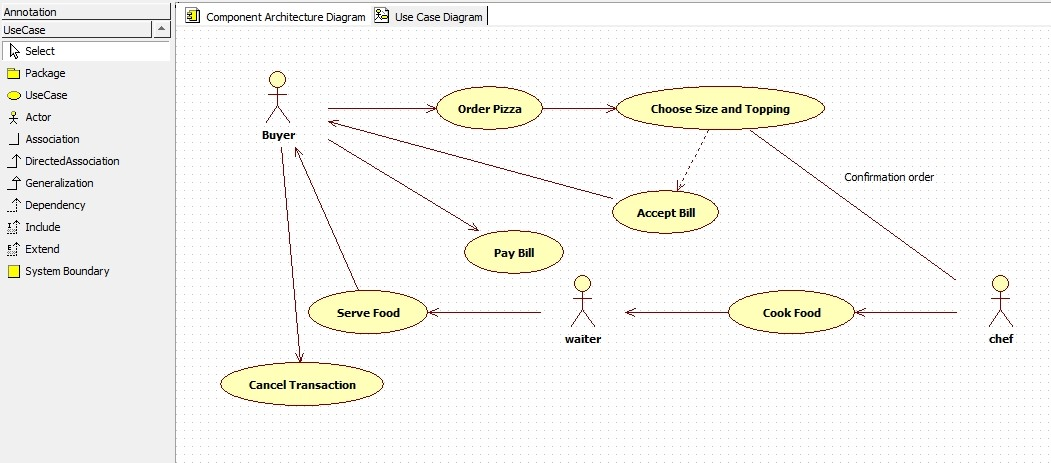 Annotation
UseCase
Select
Package
UseCase
Actor
Association
DirectedAssociation
Generalization
Dependency
Include
Extend
System Boundary
Component Architecture Diagram
Use Case Diagram
Buyer
Order Pizza
Choose Size and Topping
Confirmation order
Accept Bill
Pay Bill
Serve Food
waiter
Cook Food
chef
Cancel Transaction